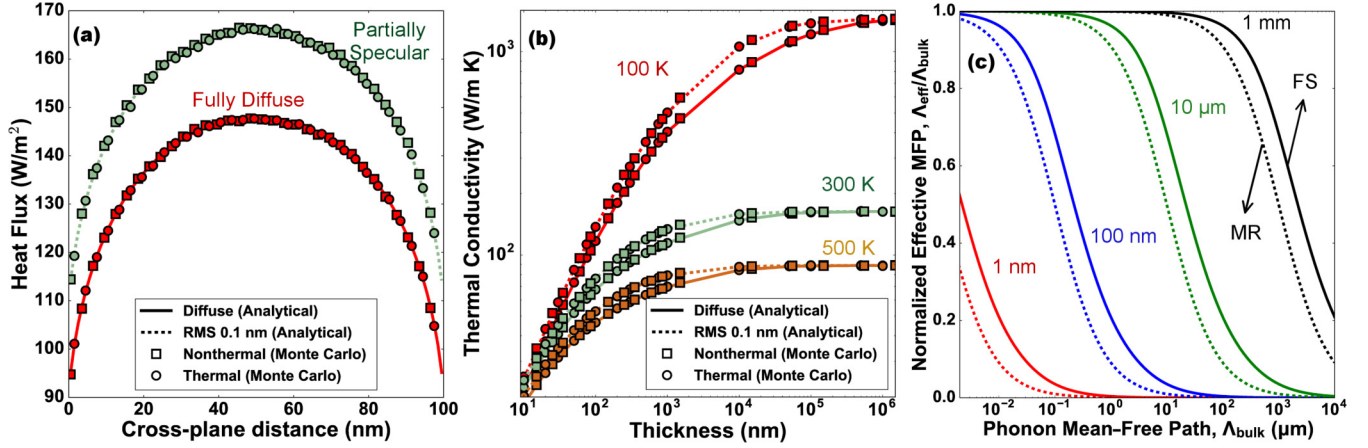 (a)
Partially
Specular
Fully Diffuse
Heat Flux (W/m²)
170
160
150
140
130
120
110
100
90
0
20
40
60
80
100
Cross-plane distance (nm)
Diffuse (Analytical)
RMS 0.1 nm (Analytical)
Nonthermal (Monte Carlo)
Thermal (Monte Carlo)
(b)
100 K
300 K
500 K
Thermal Conductivity (W/m K)
10³
10²
10¹
10²
10³
10⁴
10⁵
10⁶
Thickness (nm)
Diffuse (Analytical)
RMS 0.1 nm (Analytical)
Nonthermal (Monte Carlo)
Thermal (Monte Carlo)
(c)
1 mm
FS
10 µm
MR
100 nm
1 nm
Normalized Effective MFP, Λeff/Λbulk
1.0
0.8
0.6
0.4
0.2
0.0
10⁻²
10⁻¹
10⁰
10¹
10²
10³
10⁴
Phonon Mean–Free Path, Λbulk (µm)